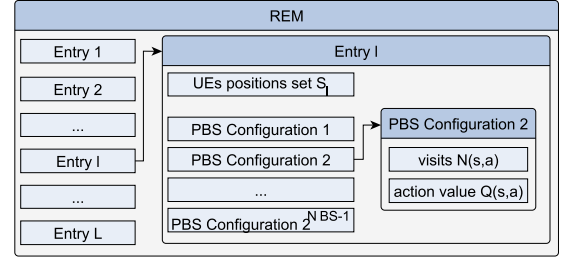 REM
Entry 1
Entry 2
...
Entry l
...
Entry L
Entry l
UEs positions set S_l
PBS Configuration 1
PBS Configuration 2
...
PBS Configuration 2^N BS-1
PBS Configuration 2
visits N(s,a)
action value Q(s,a)